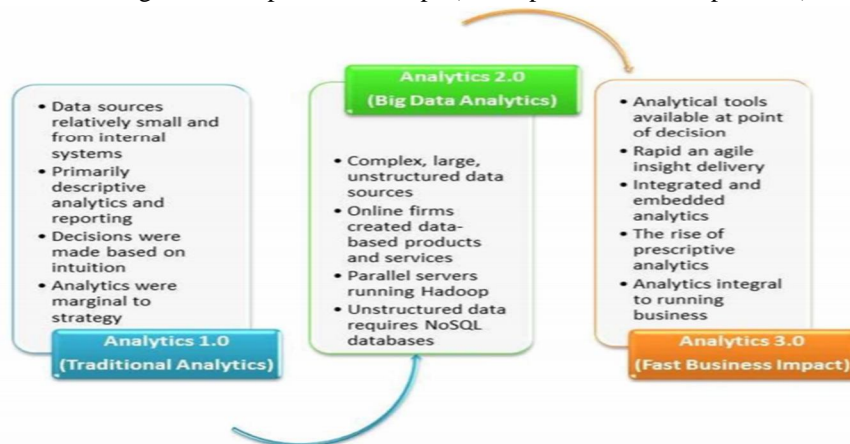 • Data sources
relatively small and
from internal
systems
• Primarily
descriptive
analytics and
reporting
• Decisions were
made based on
intuition
• Analytics were
marginal to
strategy
Analytics 1.0
(Traditional Analytics)
Analytics 2.0
(Big Data Analytics)
• Complex, large,
unstructured data
sources
• Online firms
created data-
based products
and services
• Parallel servers
running Hadoop
• Unstructured data
requires NoSQL
databases
• Analytical tools
available at point
of decision
• Rapid an agile
insight delivery
• Integrated and
embedded
analytics
• The rise of
prescriptive
analytics
• Analytics integral
to running
business
Analytics 3.0
(Fast Business Impact)